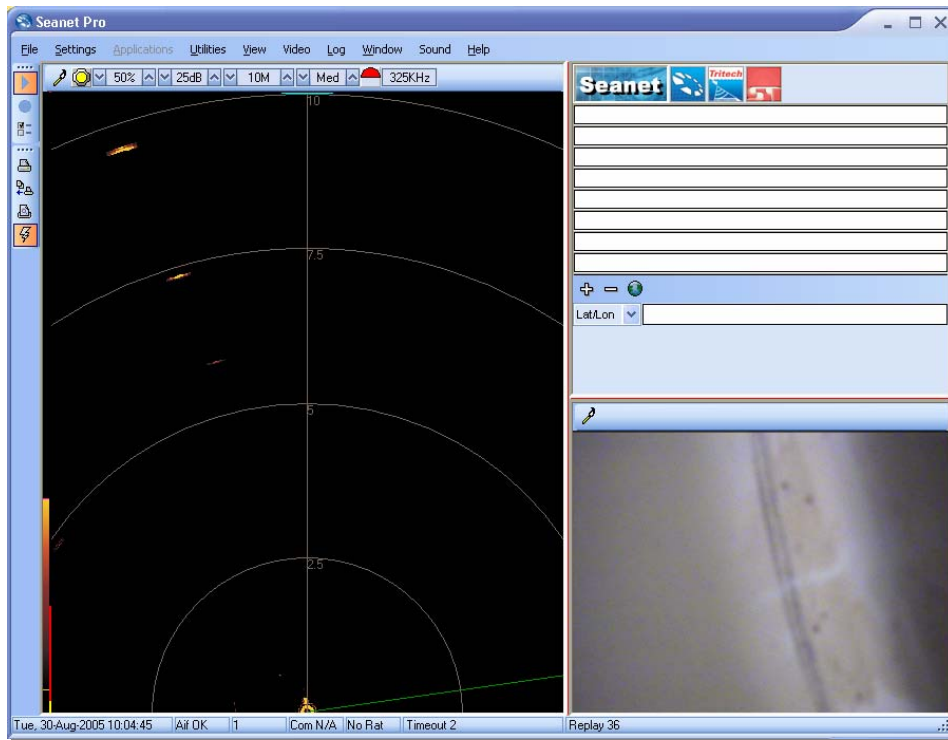 Seanet Pro
File Settings Applications Utilities View Video Log Window Sound Help
50% 25dB 10M Med 325KHz
Seanet Tritech
10
7.5
5
2.5
Lat/Lon
Tue, 30-Aug-2005 10:04:45 Aif OK 1 Com N/A No Rat Timeout 2 Replay 36